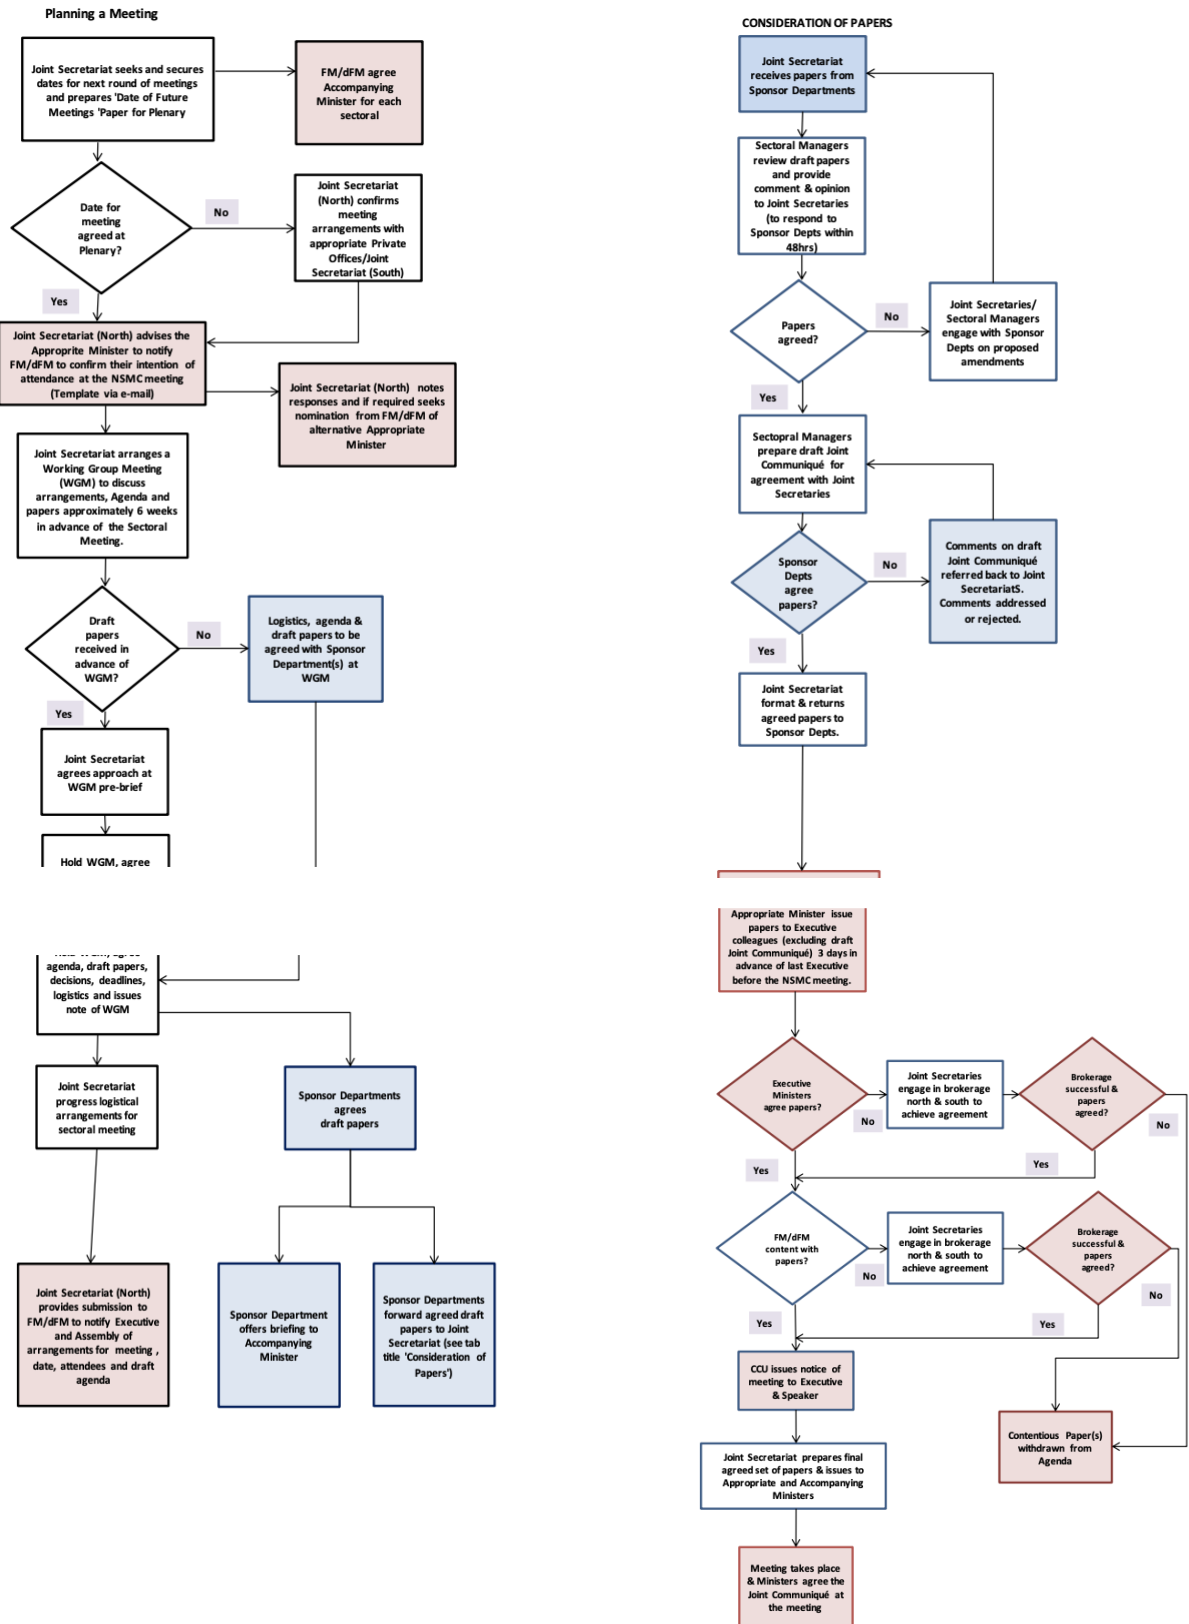 Planning a Meeting
Joint Secretariat seeks and secures
dates for next round of meetings
and prepares 'Date of Future
Meetings 'Paper for Plenary
FM/dFM agree
Accompanying
Minister for each
sectoral
Date for
meeting
agreed at
Plenary?
No
Joint Secretariat
(North) confirms
meeting
arrangements with
appropriate Private
Offices/Joint
Secretariat (South)
Yes
Joint Secretariat (North) advises the
Approprite Minister to notify
FM/dFM to confirm their intention of
attendance at the NSMC meeting
(Template via e-mail)
Joint Secretariat (North) notes
responses and if required seeks
nomination from FM/dFM of
alternative Appropriate
Minister
Joint Secretariat arranges a
Working Group Meeting
(WGM) to discuss
arrangements, Agenda and
papers approximately 6 weeks
in advance of the Sectoral
Meeting.
Draft
papers
received in
advance of
WGM?
No
Logistics, agenda &
draft papers to be
agreed with Sponsor
Department(s) at
WGM
Yes
Joint Secretariat
agrees approach at
WGM pre-brief
Hold WGM, agree
Hold WGM, agree
agenda, draft papers,
decisions, deadlines,
logistics and issues
note of WGM
Joint Secretariat
progress logistical
arrangements for
sectoral meeting
Sponsor Departments
agrees
draft papers
Joint Secretariat (North)
provides submission to
FM/dFM to notify Executive
and Assembly of
arrangements for meeting ,
date, attendees and draft
agenda
Sponsor Department
offers briefing to
Accompanying
Minister
Sponsor Departments
forward agreed draft
papers to Joint
Secretariat (see tab
title 'Consideration of
Papers')
CONSIDERATION OF PAPERS
Joint Secretariat
receives papers from
Sponsor Departments
Sectoral Managers
review draft papers
and provide
comment & opinion
to Joint Secretaries
(to respond to
Sponsor Depts within
48hrs)
Papers
agreed?
No
Joint Secretaries/
Sectoral Managers
engage with Sponsor
Depts on proposed
amendments
Yes
Sectopral Managers
prepare draft Joint
Communiqué for
agreement with Joint
Secretaries
Sponsor
Depts
agree
papers?
No
Comments on draft
Joint Communiqué
referred back to Joint
SecretariatS.
Comments addressed
or rejected.
Yes
Joint Secretariat
format & returns
agreed papers to
Sponsor Depts.
Appropriate Minister issue
papers to Executive
colleagues (excluding draft
Joint Communiqué) 3 days in
advance of last Executive
before the NSMC meeting.
Executive
Ministers
agree papers?
No
Joint Secretaries
engage in brokerage
north & south to
achieve agreement
Brokerage
successful &
papers
agreed?
No
Yes
Yes
FM/dFM
content with
papers?
No
Joint Secretaries
engage in brokerage
north & south to
achieve agreement
Brokerage
successful &
papers
agreed?
No
Yes
Yes
CCU issues notice of
meeting to Executive
& Speaker
Contentious Paper(s)
withdrawn from
Agenda
Joint Secretariat prepares final
agreed set of papers & issues to
Appropriate and Accompanying
Ministers
Meeting takes place
& Ministers agree the
Joint Communiqué at
the meeting